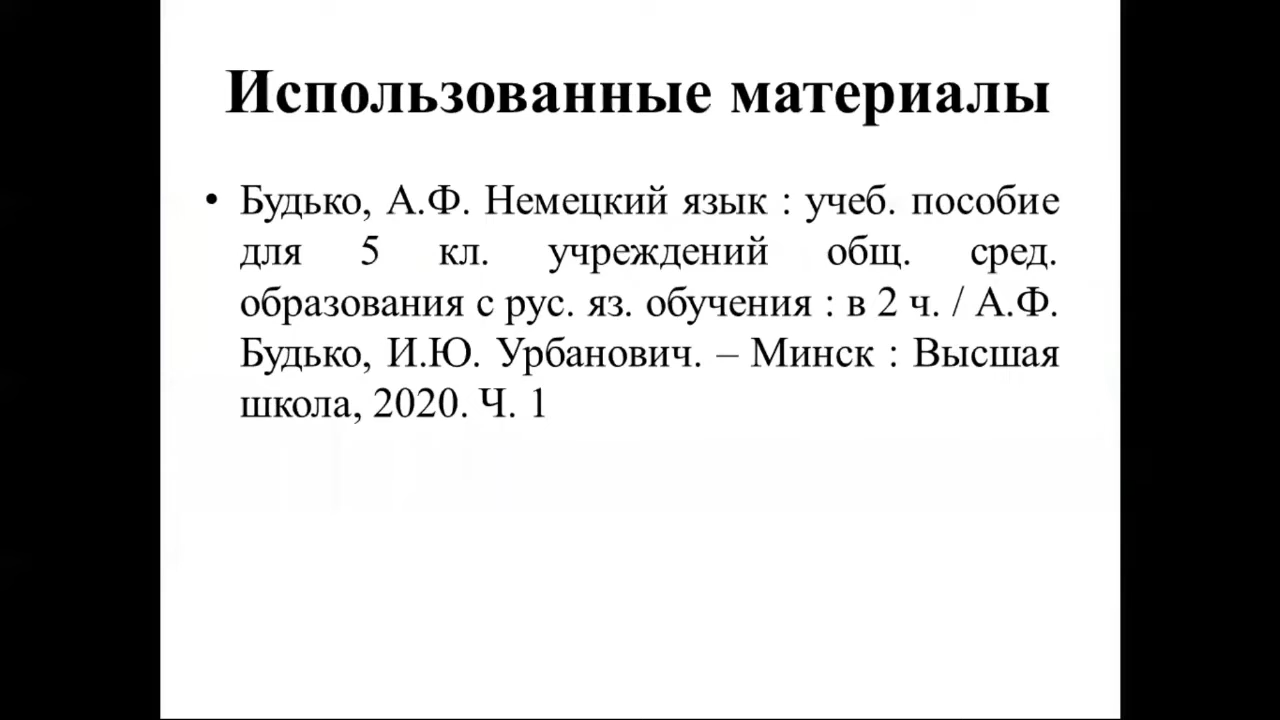 Использованные материалы
• Будько, А.Ф. Немецкий язык : учеб. пособие
для 5 кл. учреждений общ. сред.
образования с рус. яз. обучения : в 2 ч. / А.Ф.
Будько, И.Ю. Урбанович. – Минск : Высшая
школа, 2020. Ч. 1